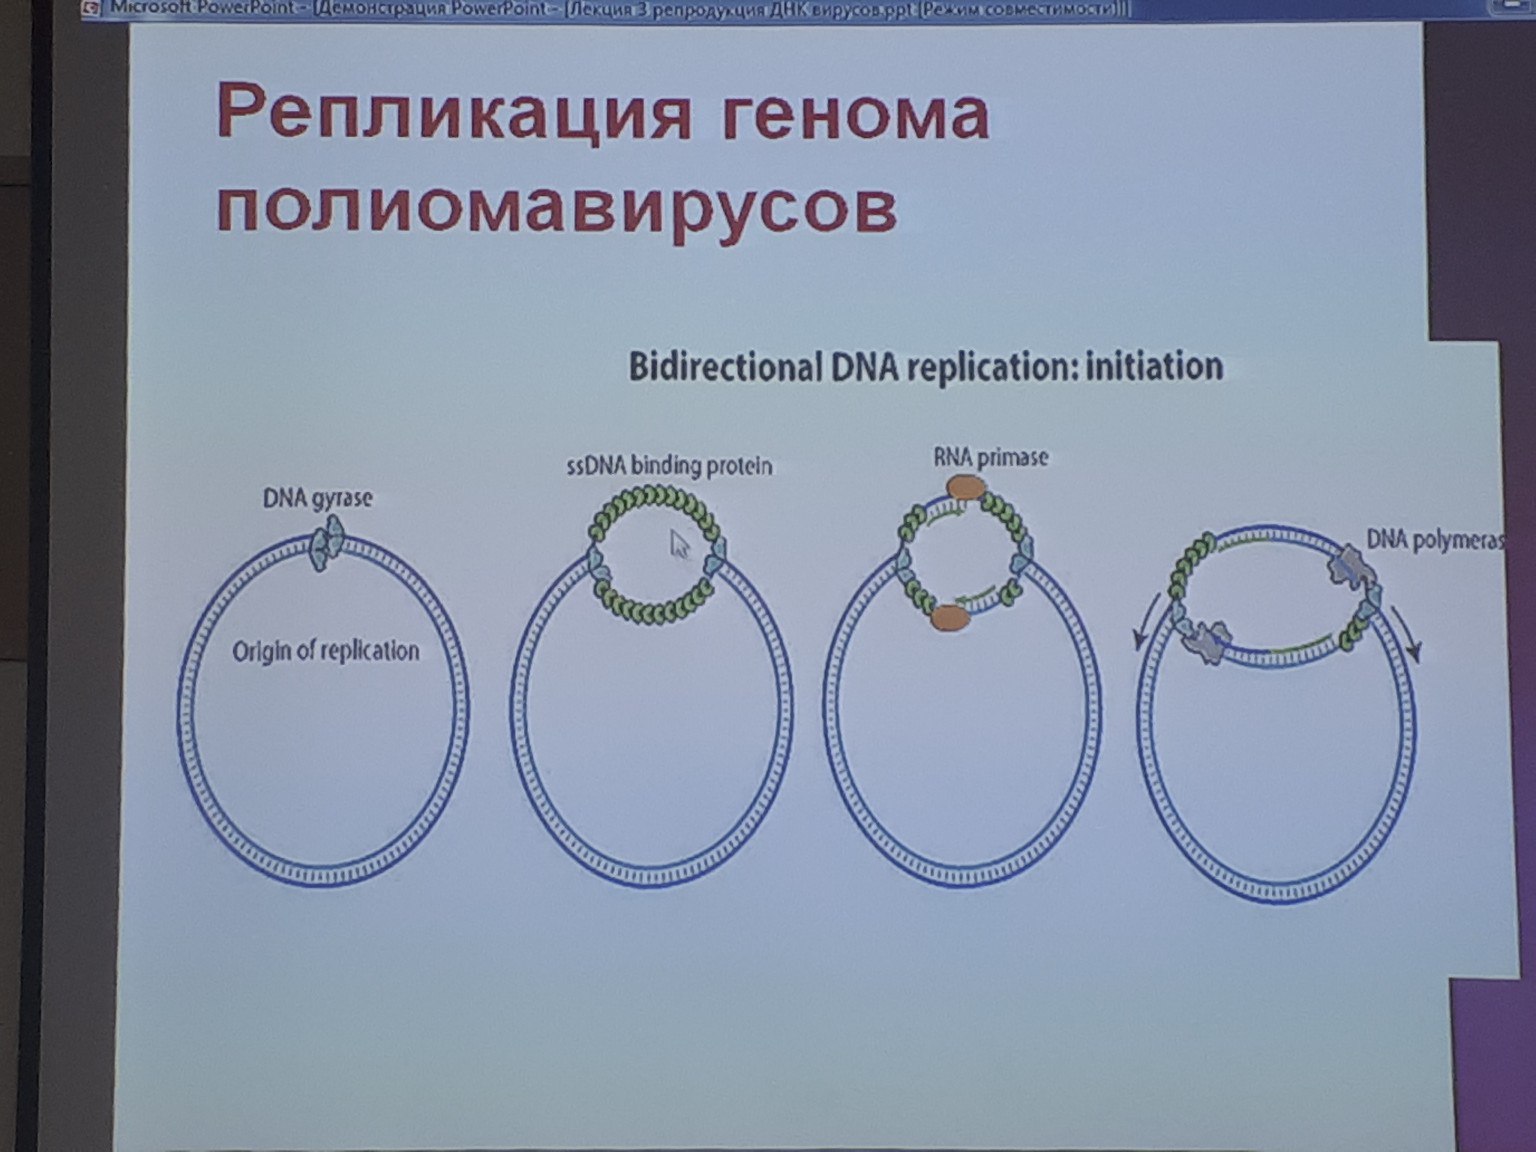 Microsoft PowerPoint - [Демонстрация PowerPoint - [Лекция 3 репродукция ДНК вирусов.ppt [Режим совместимости]]]
Репликация генома
полиомавирусов
Bidirectional DNA replication: initiation
DNA gyrase
ssDNA binding protein
RNA primase
DNA polymeras
Origin of replication